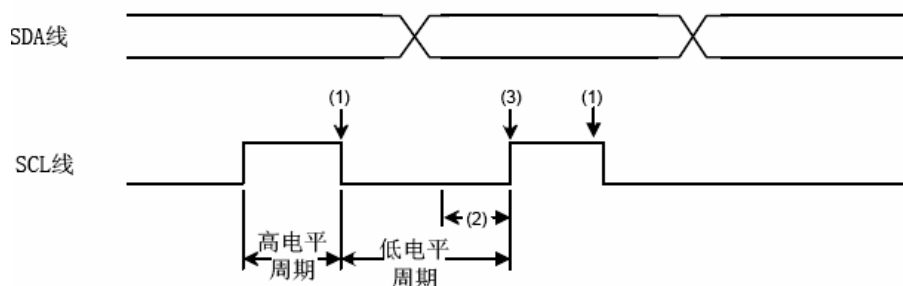 SDA线
(1)
(3)
(1)
SCL线
(2)
高电平
周期
低电平
周期